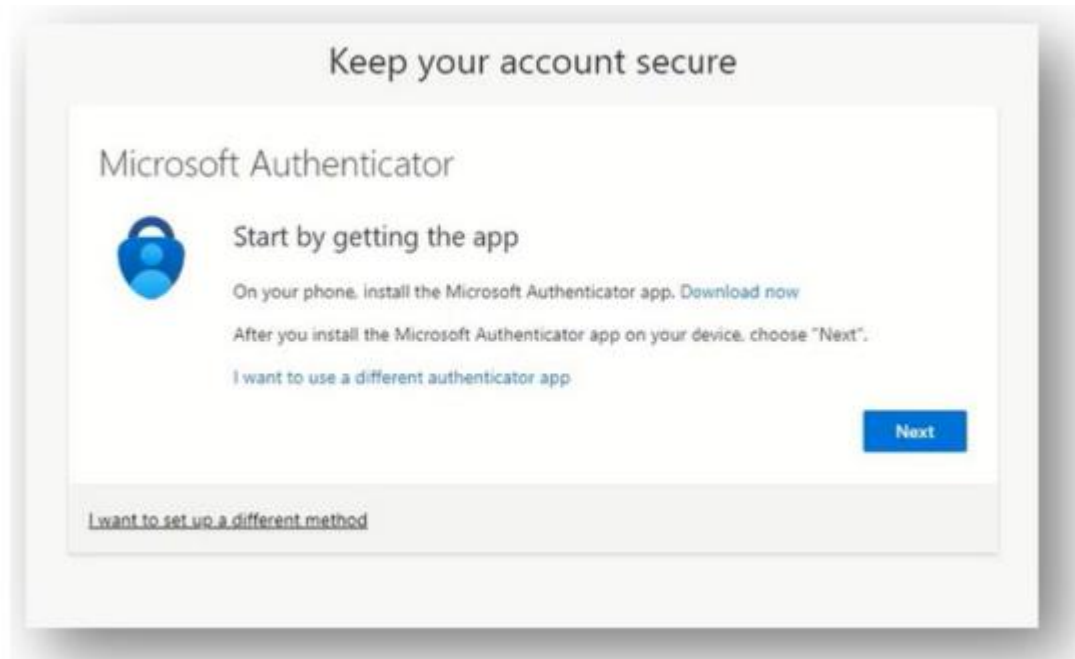 Keep your account secure
Microsoft Authenticator
Start by getting the app
On your phone, install the Microsoft Authenticator app. Download now
After you install the Microsoft Authenticator app on your device, choose "Next".
I want to use a different authenticator app
Next
I want to set up a different method